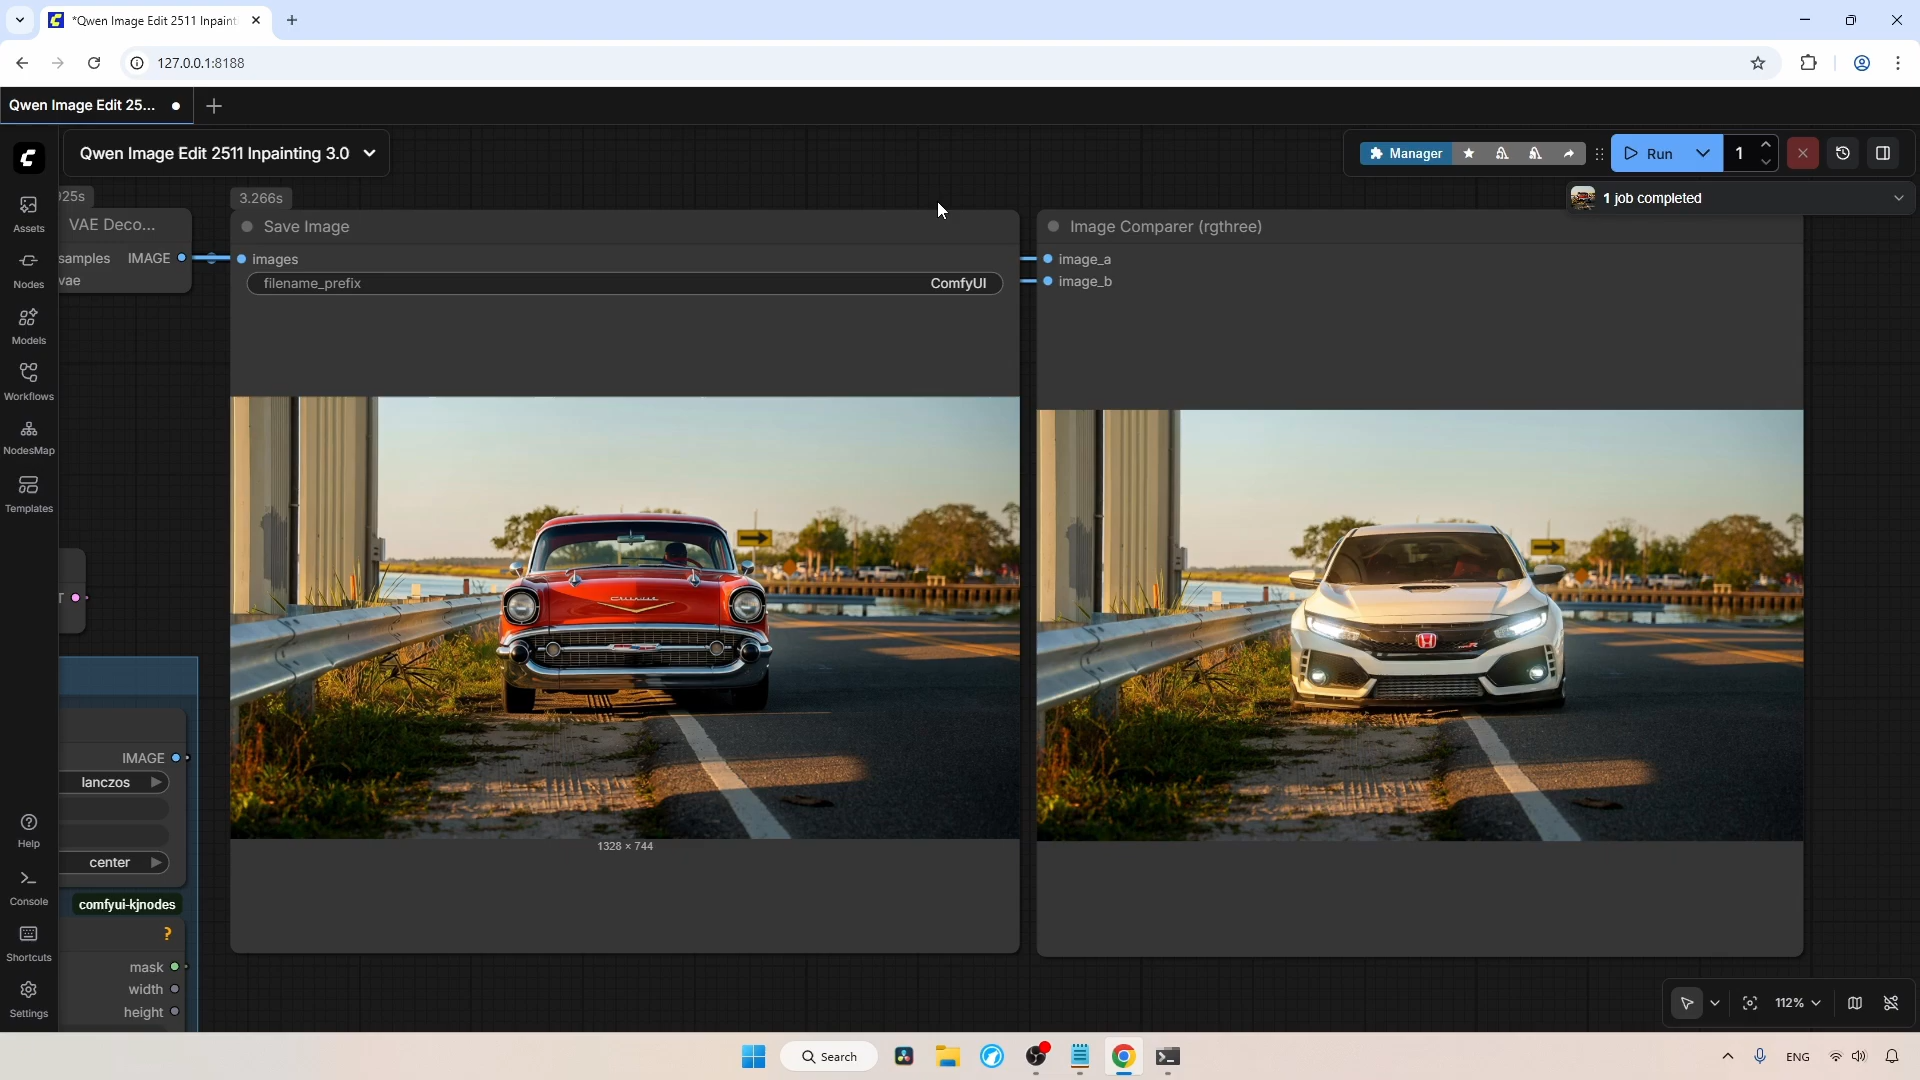 *Qwen Image Edit 2511 Inpaint
127.0.0.1:8188
Qwen Image Edit 25...
Qwen Image Edit 2511 Inpainting 3.0
Manager
Run
1
1 job completed
Assets
Nodes
Models
Workflows
NodesMap
Templates
Help
Console
Shortcuts
Settings
025s
VAE Deco...
samples IMAGE
vae
T
IMAGE
lanczos
center
comfyui-kjnodes
?
mask
width
height
3.266s
Save Image
images
filename_prefix ComfyUI
Chevrolet
1328 × 744
Image Comparer (rgthree)
image_a
image_b
112%
Search
ENG